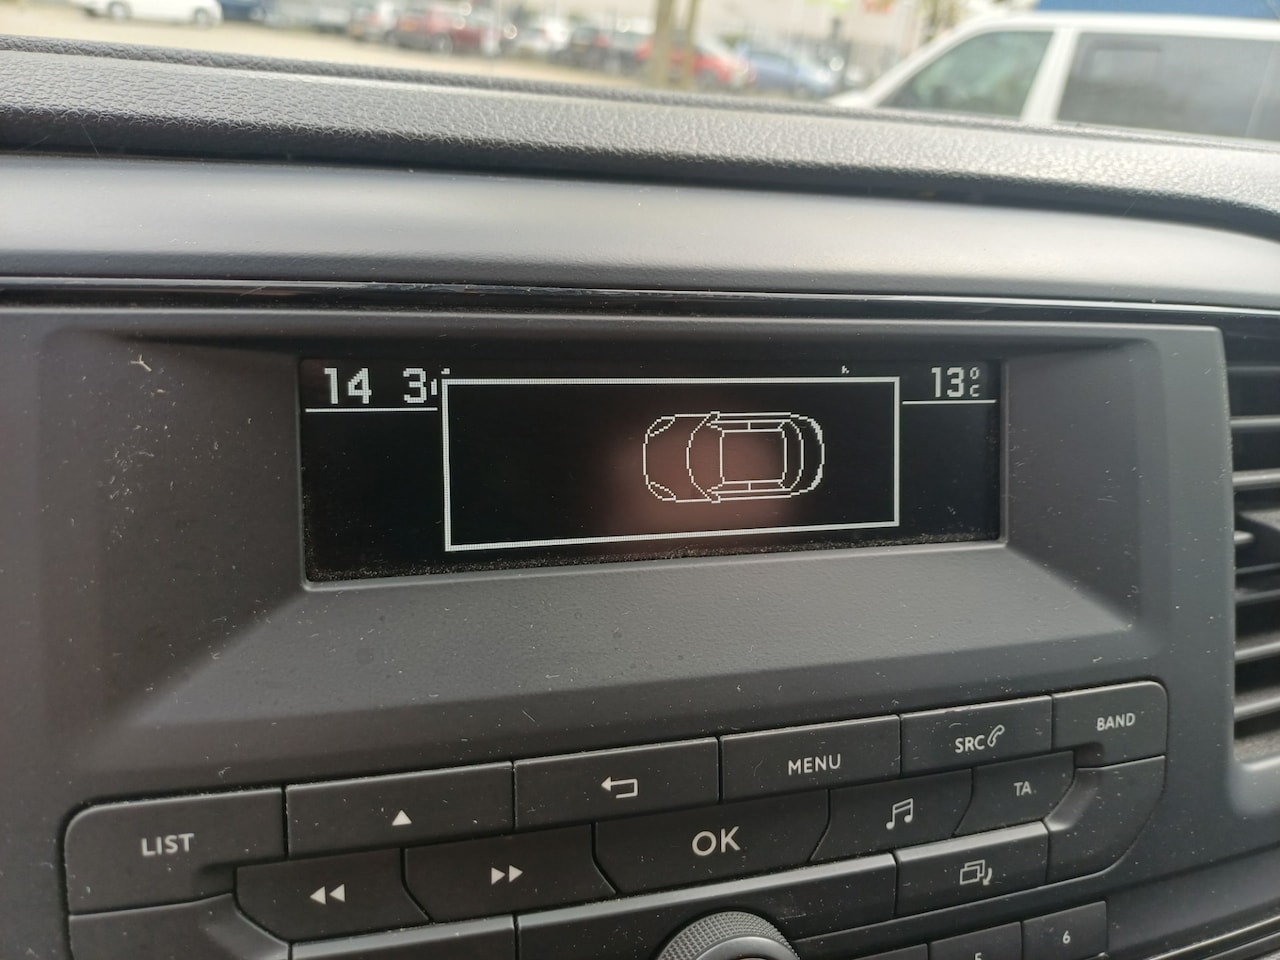 14 3
13 °C
BAND
SRC
MENU
TA
LIST
OK
6